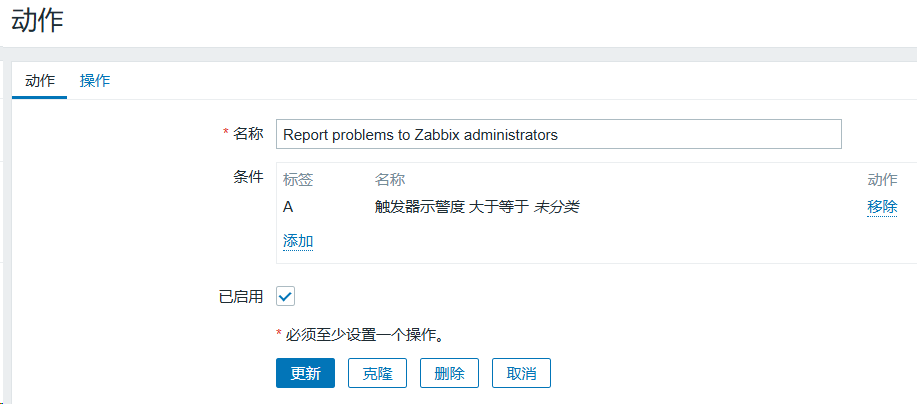 动作
动作 操作
* 名称 Report problems to Zabbix administrators
条件 标签 名称 动作
A 触发器示警度 大于等于 未分类 移除
添加
已启用
* 必须至少设置一个操作。
更新 克隆 删除 取消